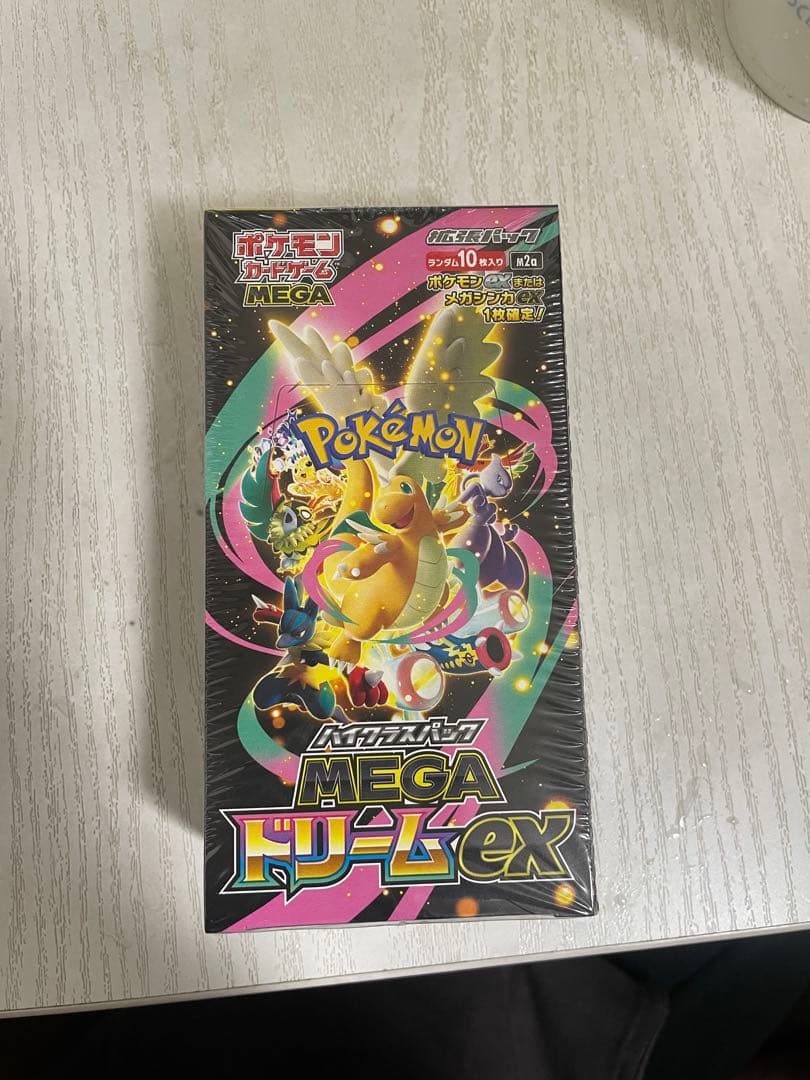 ポケモン
カードゲーム
MEGA
拡張パック
ランダム10枚入り M2a
ポケモンexまたは
メガシンカex
1枚確定!
POKéMON
ハイクラスパック
MEGA
ドリームex